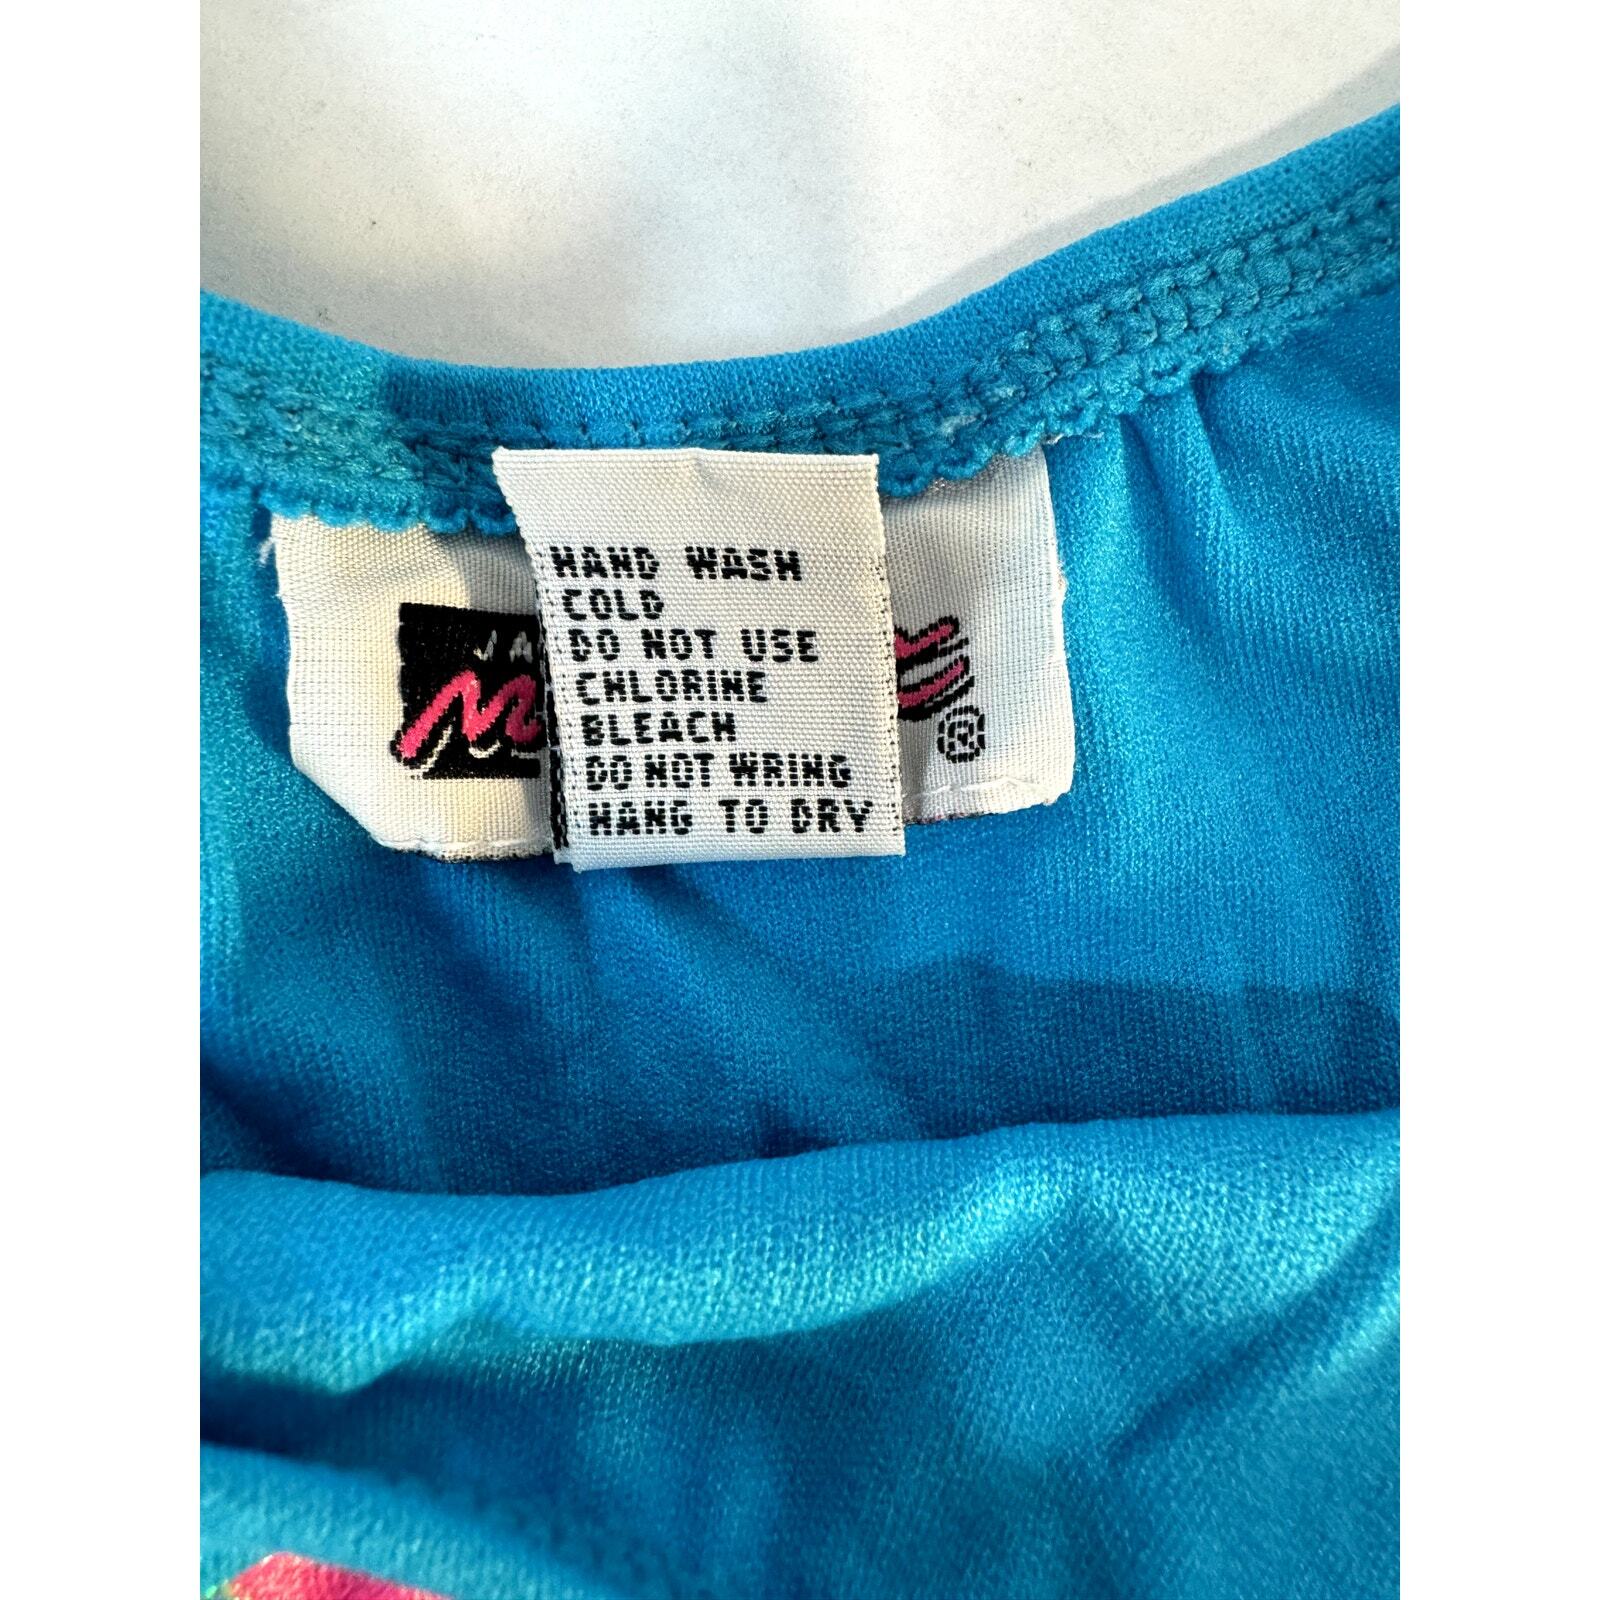 HAND WASH
COLD
DO NOT USE
CHLORINE
BLEACH
DO NOT WRING
HANG TO DRY
®